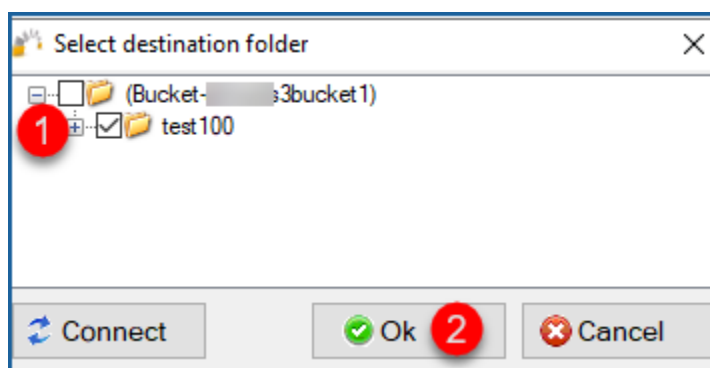 Select destination folder
(Bucket- s3bucket1)
1 test100
Connect Ok 2 Cancel